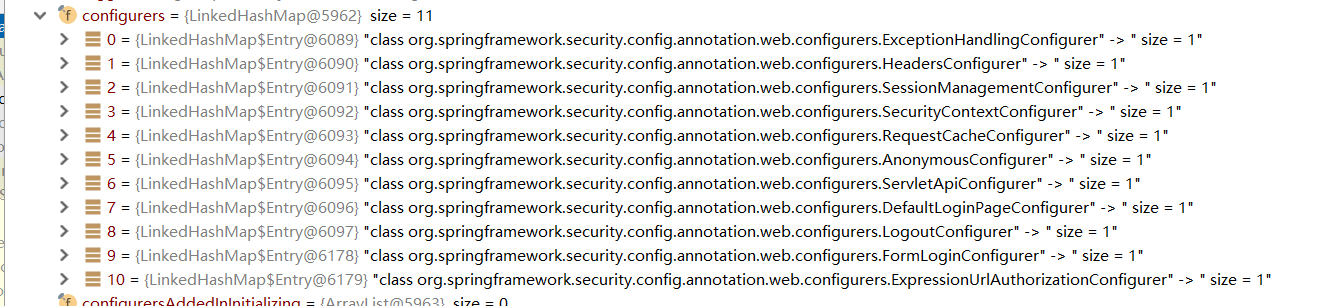 configurers = {LinkedHashMap@5962} size = 11
0 = {LinkedHashMap$Entry@6089} "class org.springframework.security.config.annotation.web.configurers.ExceptionHandlingConfigurer" -> " size = 1"
1 = {LinkedHashMap$Entry@6090} "class org.springframework.security.config.annotation.web.configurers.HeadersConfigurer" -> " size = 1"
2 = {LinkedHashMap$Entry@6091} "class org.springframework.security.config.annotation.web.configurers.SessionManagementConfigurer" -> " size = 1"
3 = {LinkedHashMap$Entry@6092} "class org.springframework.security.config.annotation.web.configurers.SecurityContextConfigurer" -> " size = 1"
4 = {LinkedHashMap$Entry@6093} "class org.springframework.security.config.annotation.web.configurers.RequestCacheConfigurer" -> " size = 1"
5 = {LinkedHashMap$Entry@6094} "class org.springframework.security.config.annotation.web.configurers.AnonymousConfigurer" -> " size = 1"
6 = {LinkedHashMap$Entry@6095} "class org.springframework.security.config.annotation.web.configurers.ServletApiConfigurer" -> " size = 1"
7 = {LinkedHashMap$Entry@6096} "class org.springframework.security.config.annotation.web.configurers.DefaultLoginPageConfigurer" -> " size = 1"
8 = {LinkedHashMap$Entry@6097} "class org.springframework.security.config.annotation.web.configurers.LogoutConfigurer" -> " size = 1"
9 = {LinkedHashMap$Entry@6178} "class org.springframework.security.config.annotation.web.configurers.FormLoginConfigurer" -> " size = 1"
10 = {LinkedHashMap$Entry@6179} "class org.springframework.security.config.annotation.web.configurers.ExpressionUrlAuthorizationConfigurer" -> " size = 1"
configurersAddedInInitializing = {ArrayList@5963} size = 0